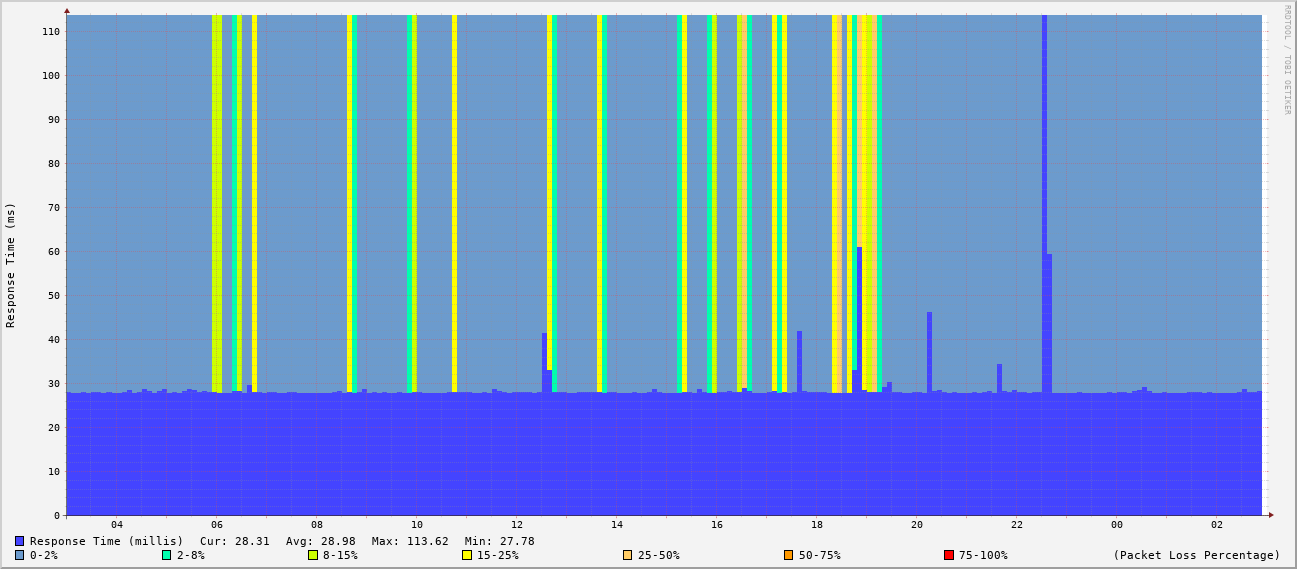 RRDTOOL / TOBI OETIKER
Response Time (ms)
110
100
90
80
70
60
50
40
30
20
10
0
04 06 08 10 12 14 16 18 20 22 00 02
Response Time (millis) Cur: 28.31 Avg: 28.98 Max: 113.62 Min: 27.78
0-2% 2-8% 8-15% 15-25% 25-50% 50-75% 75-100% (Packet Loss Percentage)